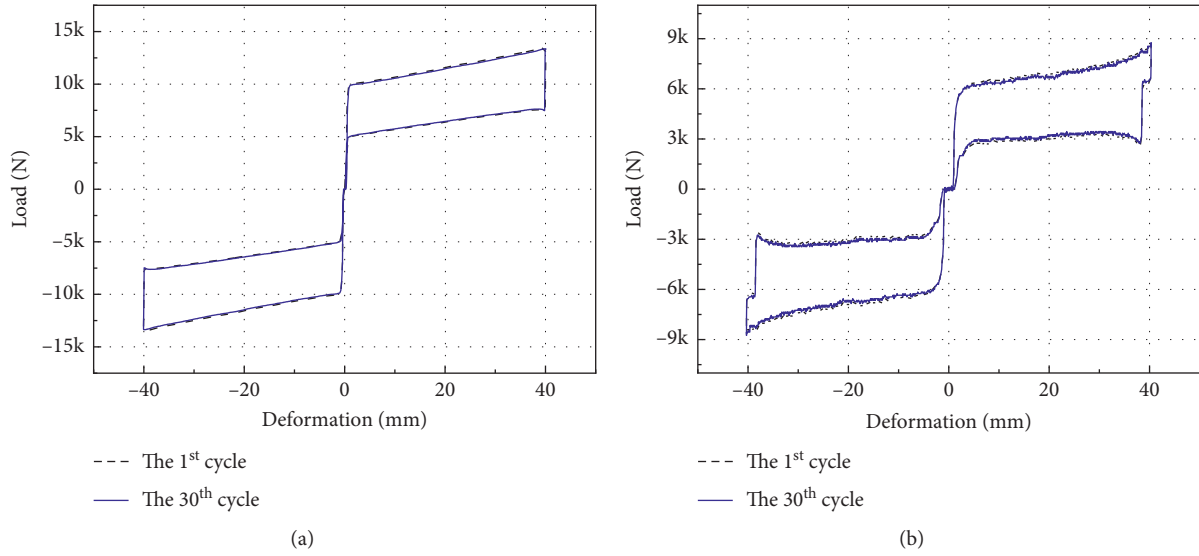 15k
10k
5k
0
–5k
–10k
–15k
Load (N)
–40
–20
0
20
40
Deformation (mm)
The 1st cycle
The 30th cycle
(a)
9k
6k
3k
0
–3k
–6k
–9k
Load (N)
–40
–20
0
20
40
Deformation (mm)
The 1st cycle
The 30th cycle
(b)